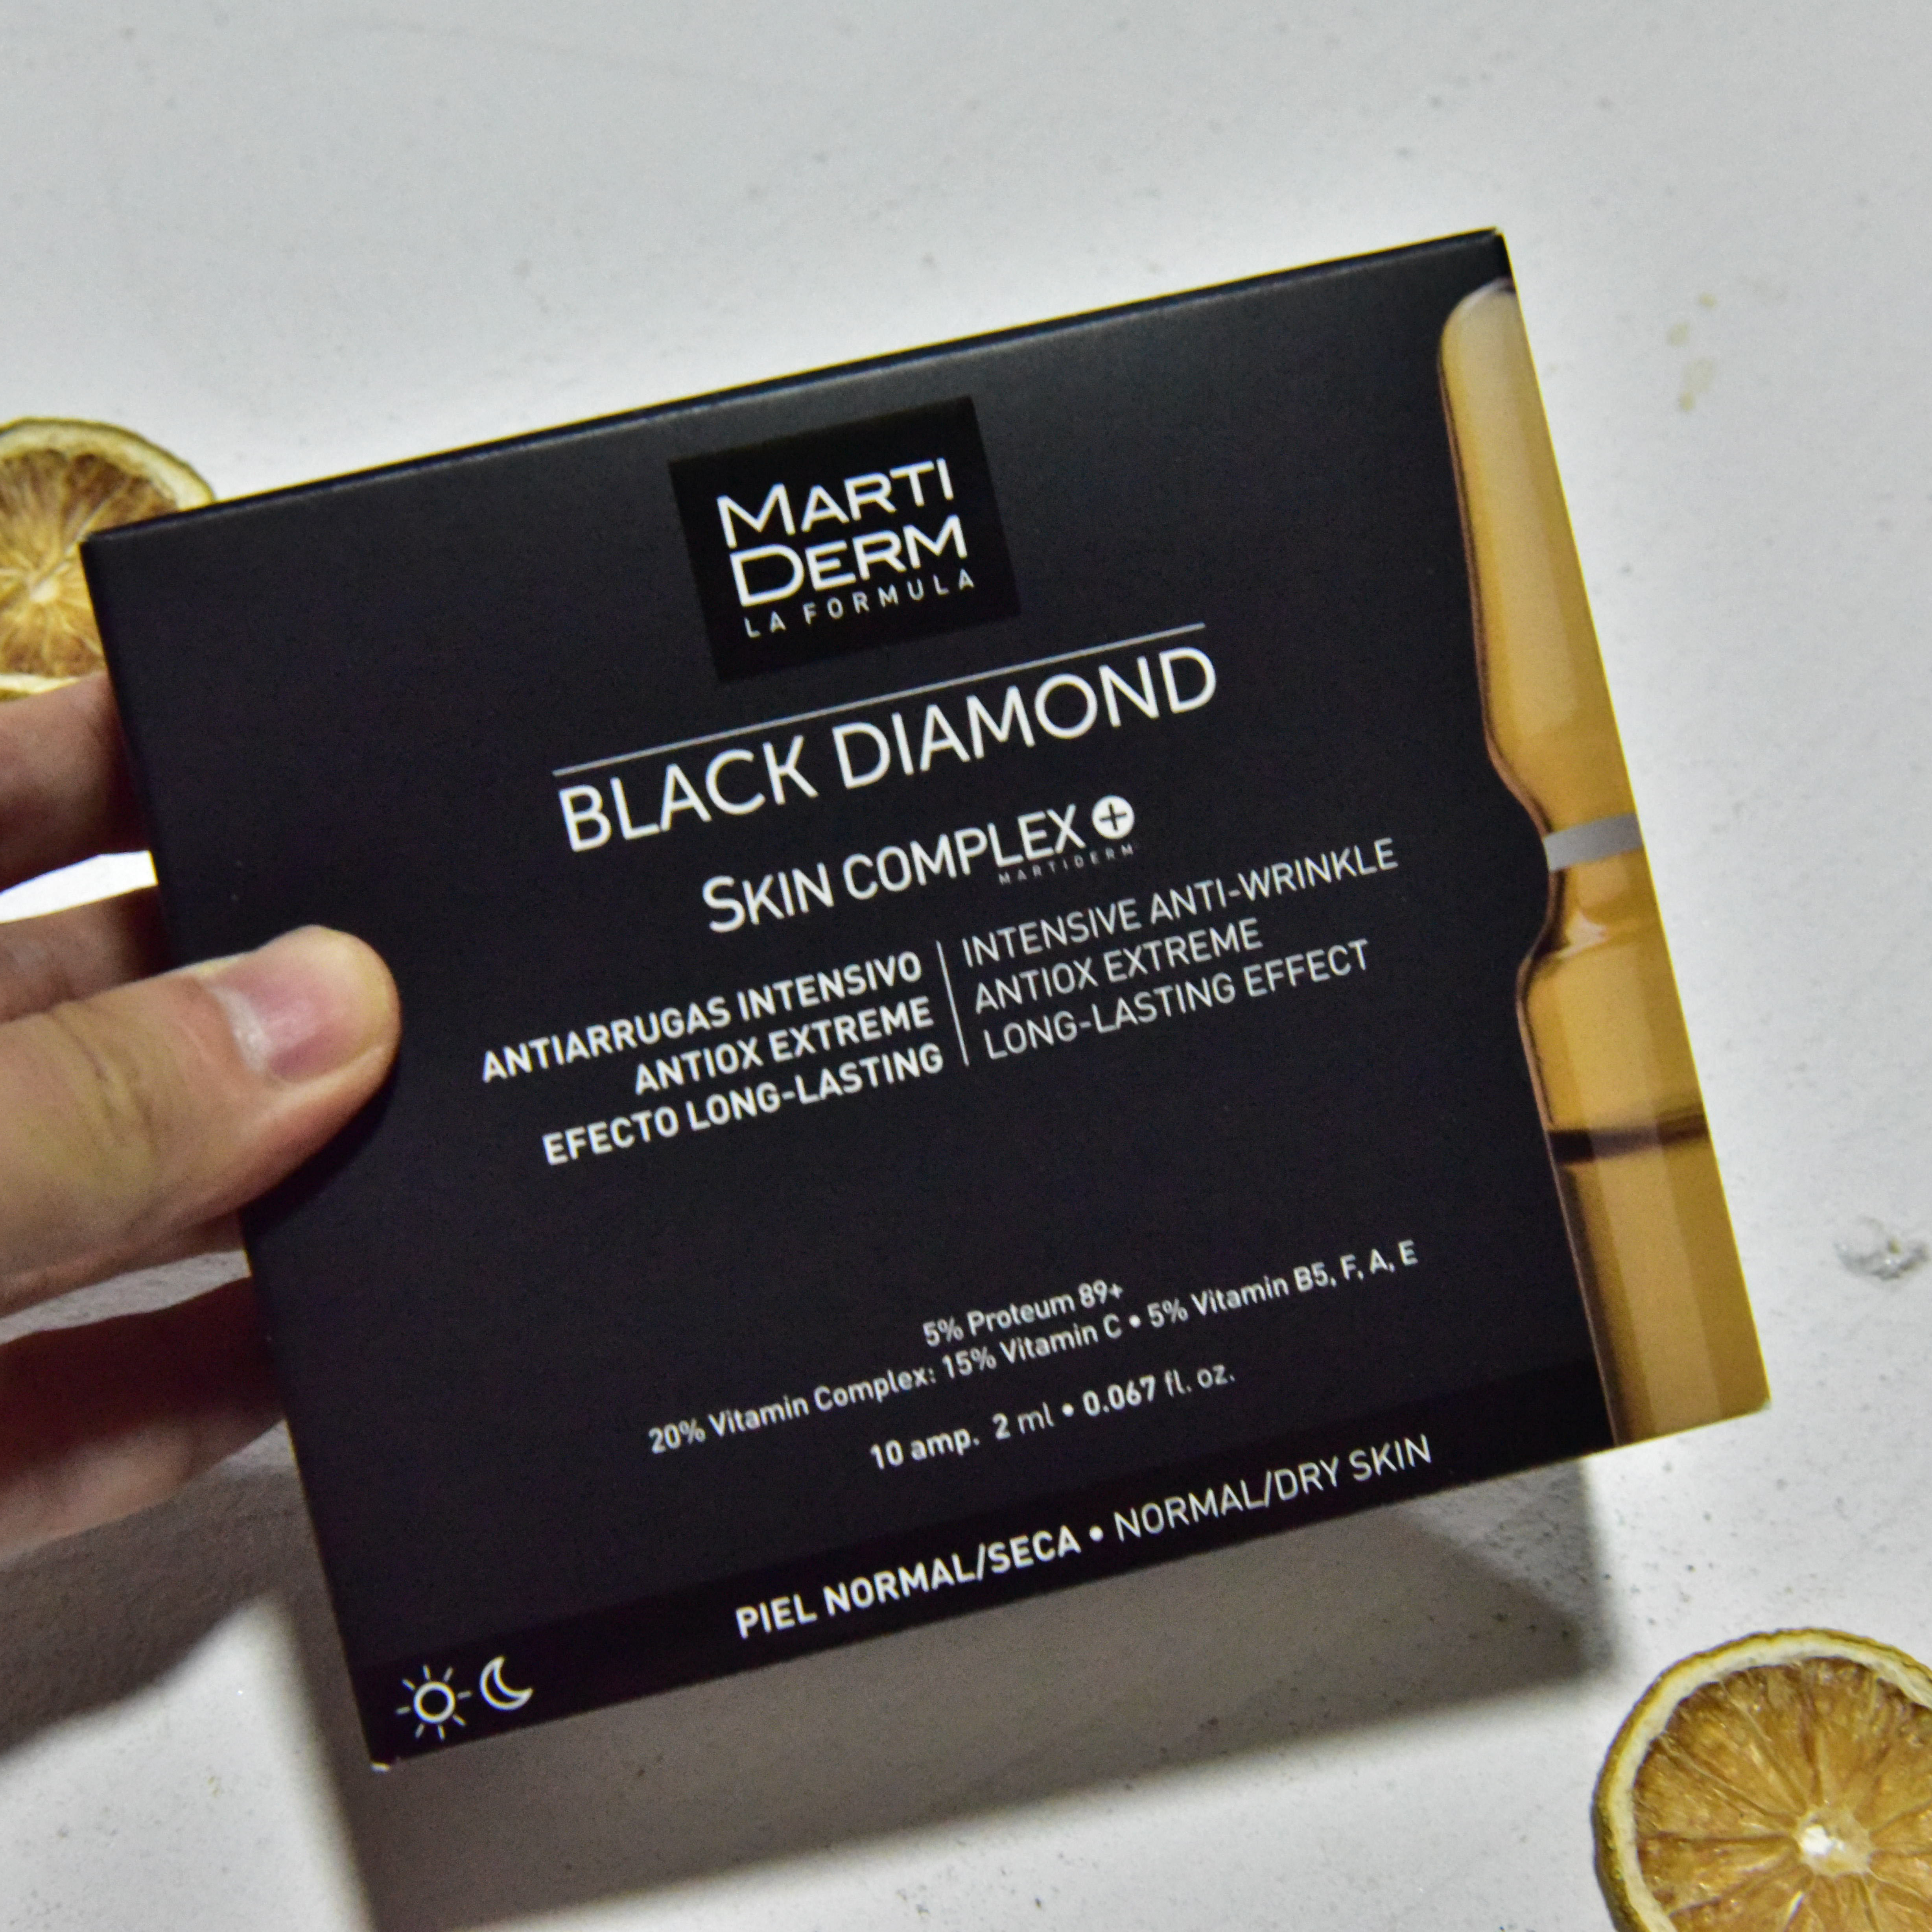 MARTI
DERM
LA FORMULA
BLACK DIAMOND
SKIN COMPLEX +
MARTIDERM
ANTIARRUGAS INTENSIVO
ANTIOX EXTREME
EFECTO LONG-LASTING
INTENSIVE ANTI-WRINKLE
ANTIOX EXTREME
LONG-LASTING EFFECT
5% Proteum 89+
20% Vitamin Complex: 15% Vitamin C • 5% Vitamin B5, F, A, E
10 amp. 2 ml • 0.067 fl. oz.
PIEL NORMAL/SECA • NORMAL/DRY SKIN